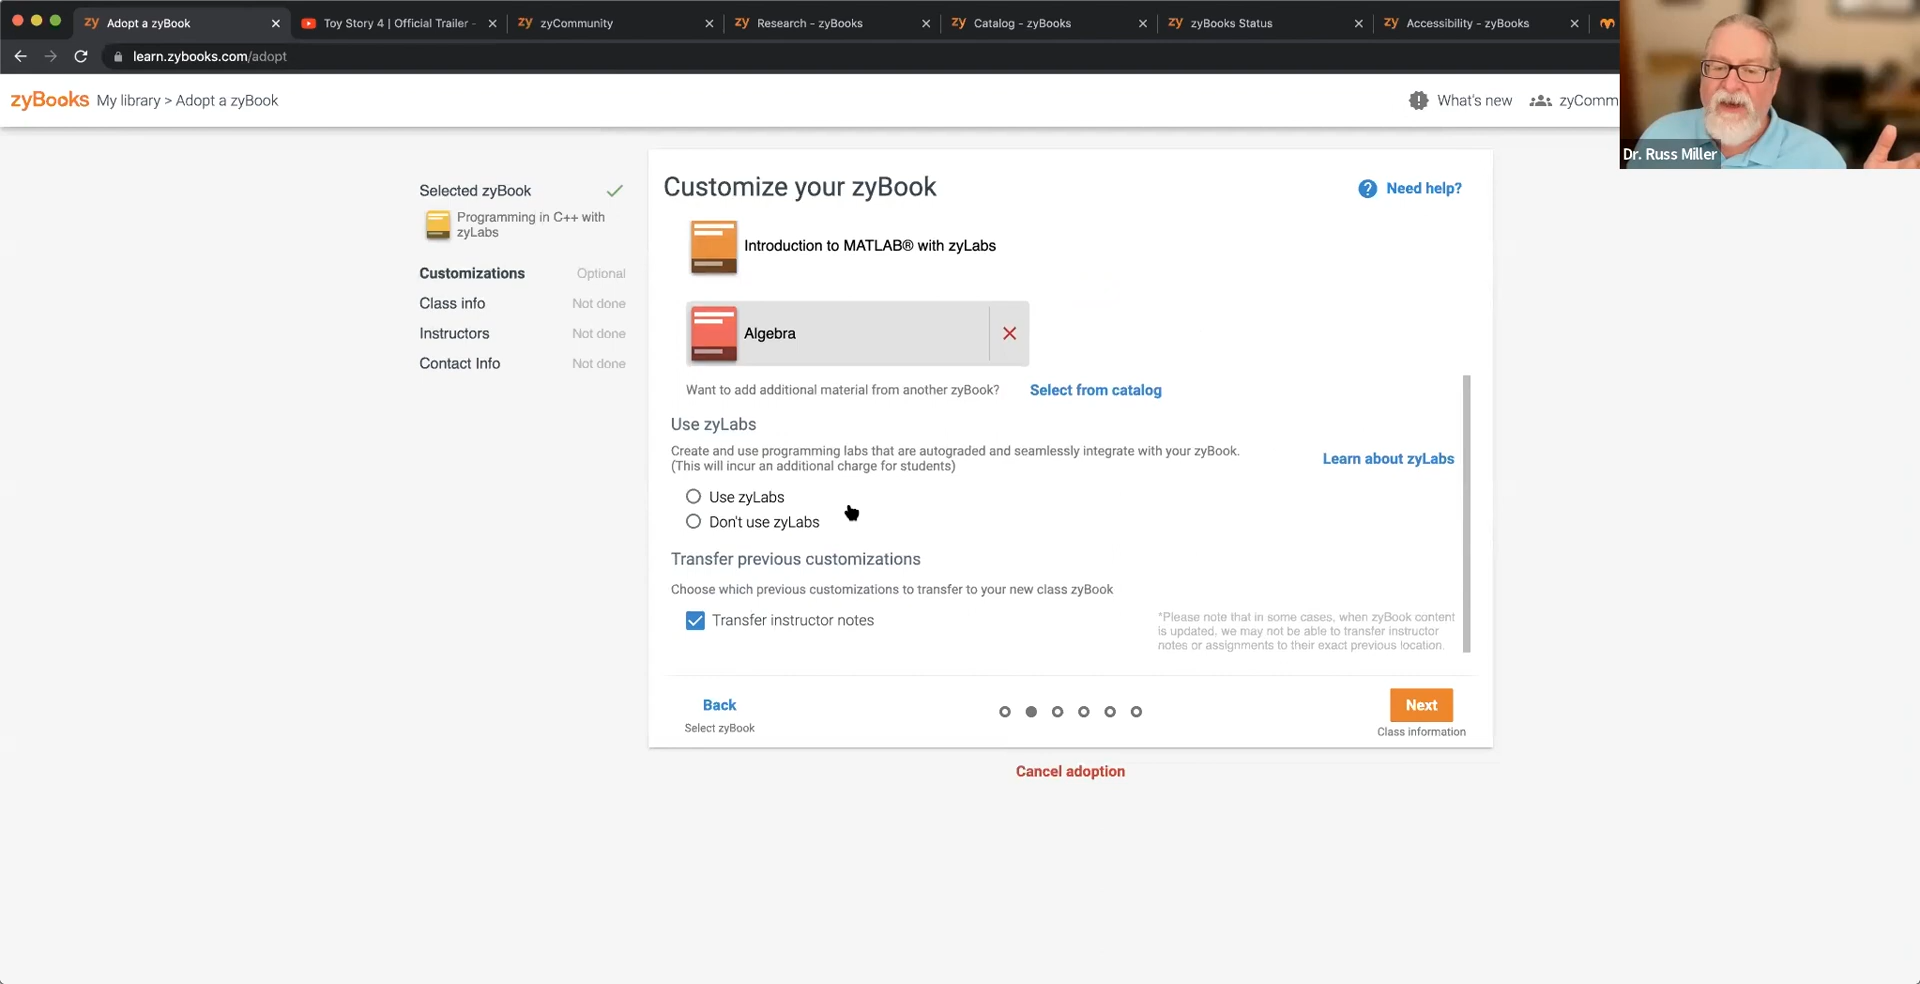 Adopt a zyBook
Toy Story 4 | Official Trailer -
zyCommunity
Research - zyBooks
Catalog - zyBooks
zyBooks Status
Accessibility - zyBooks
learn.zybooks.com/adopt
zyBooks My library > Adopt a zyBook
What's new
zyComm
Dr. Russ Miller
Selected zyBook
Programming in C++ with
zyLabs
Customizations Optional
Class info Not done
Instructors Not done
Contact Info Not done
Customize your zyBook
Need help?
Introduction to MATLAB® with zyLabs
Algebra
Want to add additional material from another zyBook? Select from catalog
Use zyLabs
Create and use programming labs that are autograded and seamlessly integrate with your zyBook.
(This will incur an additional charge for students)
Learn about zyLabs
Use zyLabs
Don't use zyLabs
Transfer previous customizations
Choose which previous customizations to transfer to your new class zyBook
Transfer instructor notes
*Please note that in some cases, when zyBook content
is updated, we may not be able to transfer instructor
notes or assignments to their exact previous location.
Back
Select zyBook
Next
Class information
Cancel adoption